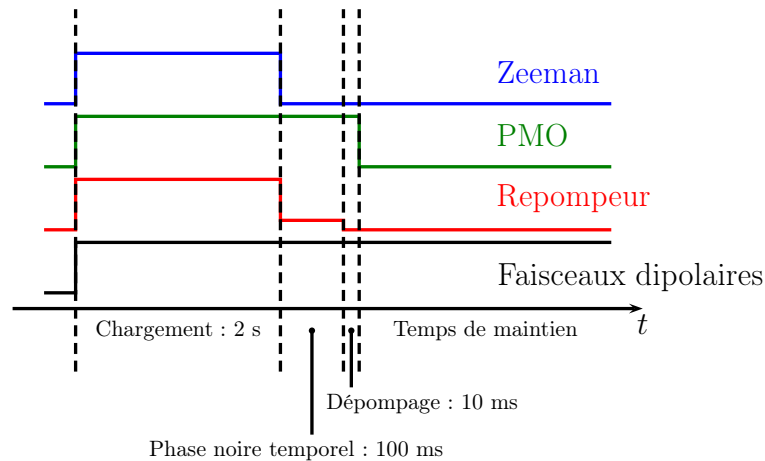 Zeeman
PMO
Repompeur
Faisceaux dipolaires
t
Chargement : 2 s
Temps de maintien
Dépompage : 10 ms
Phase noire temporel : 100 ms